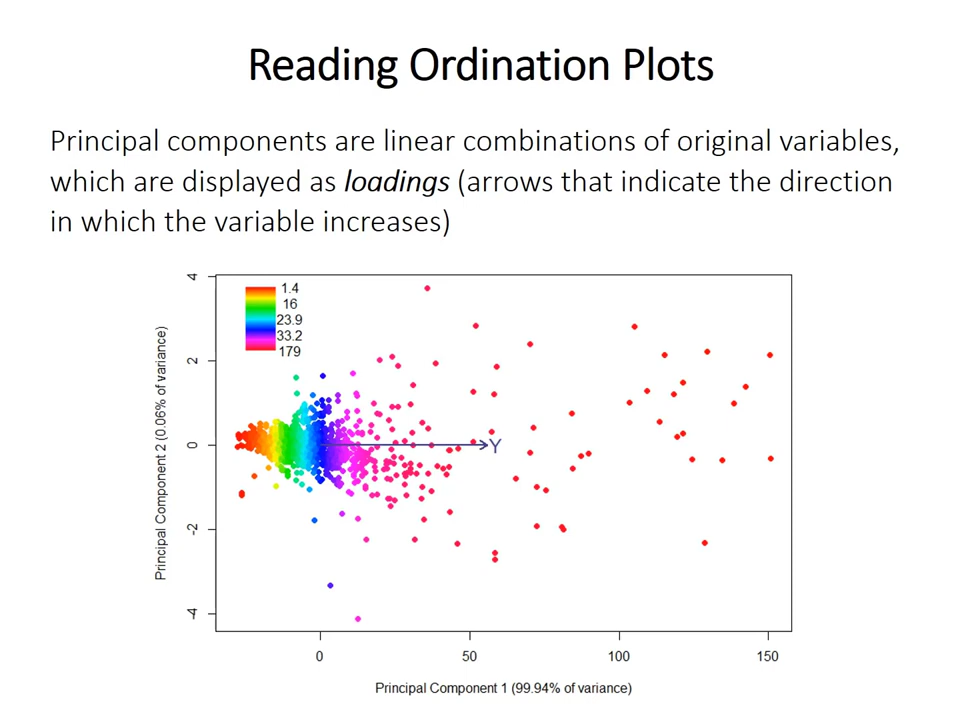 Reading Ordination Plots
Principal components are linear combinations of original variables,
which are displayed as loadings (arrows that indicate the direction
in which the variable increases)
4
2
0
-2
-4
Principal Component 2 (0.06% of variance)
1.4
16
23.9
33.2
179
Y
0
50
100
150
Principal Component 1 (99.94% of variance)